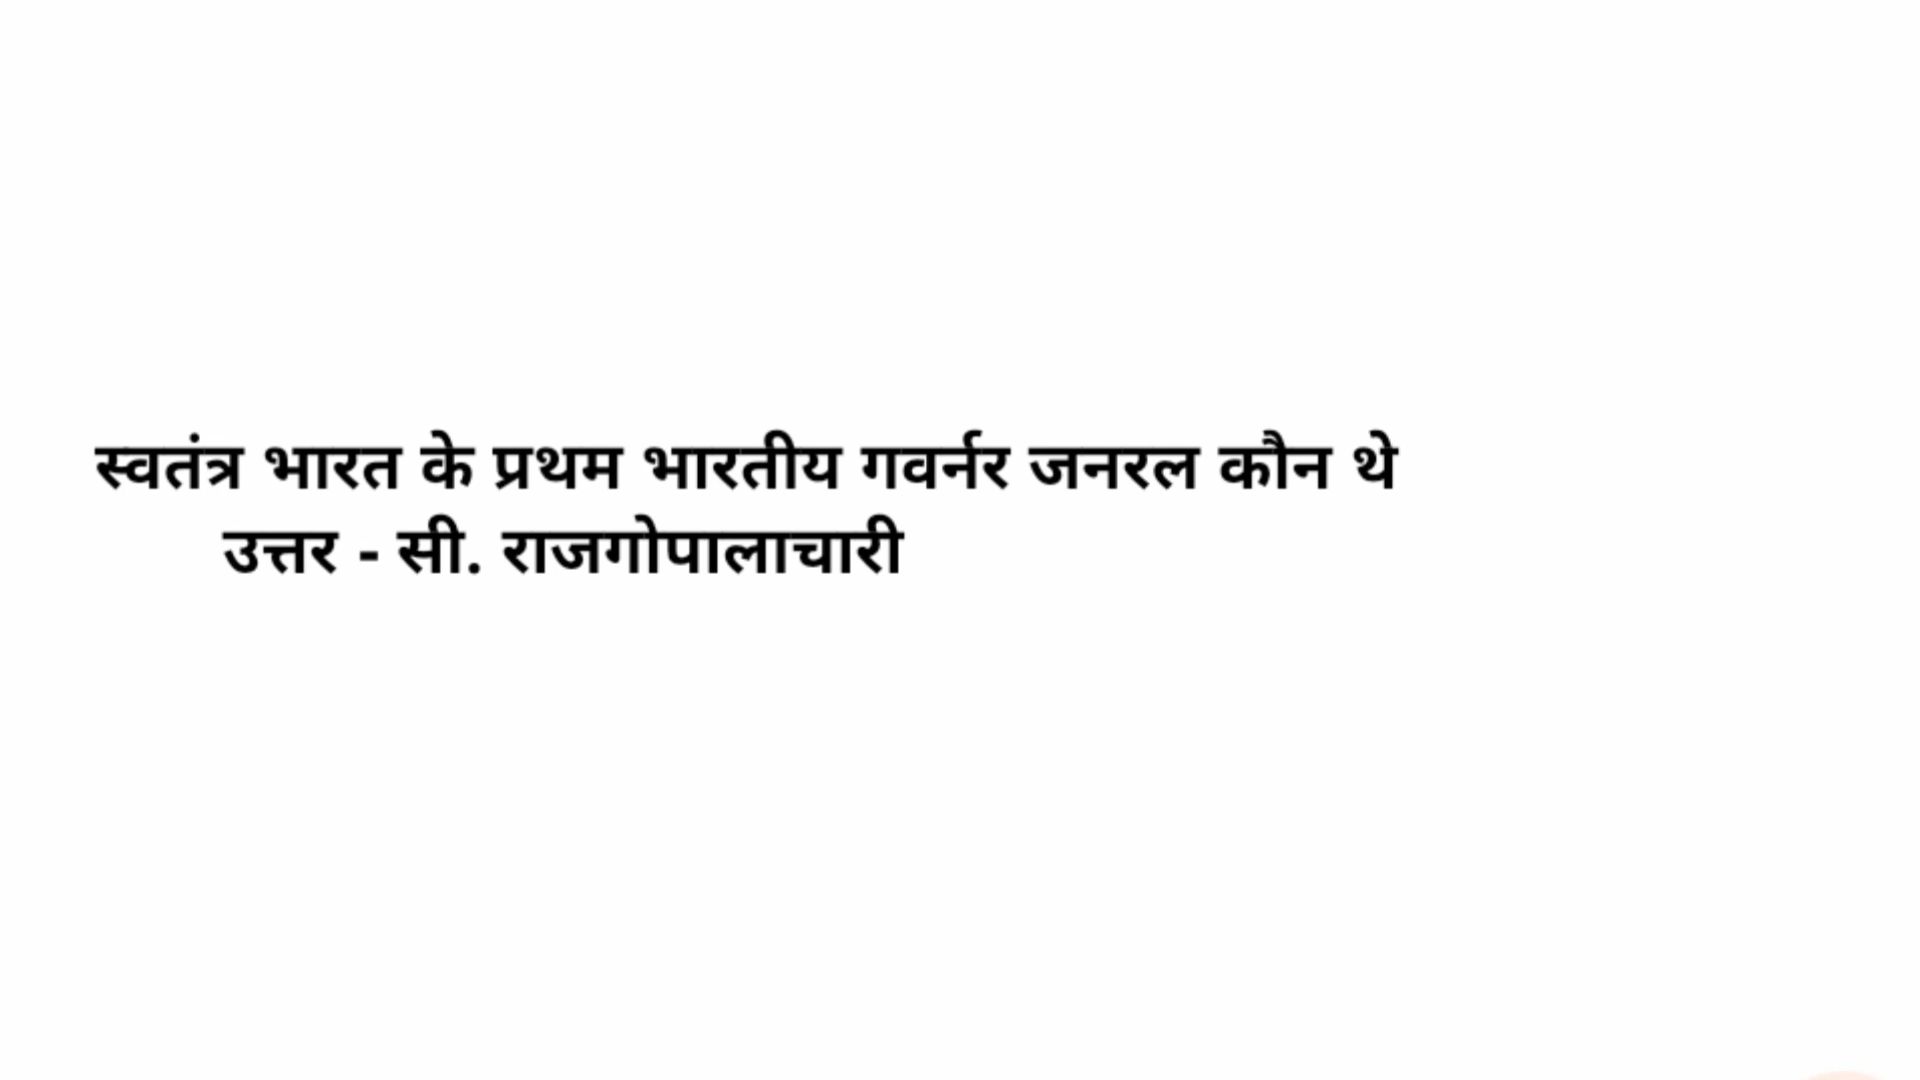 स्वतंत्र भारत के प्रथम भारतीय गवर्नर जनरल कौन थे
उत्तर - सी. राजगोपालाचारी